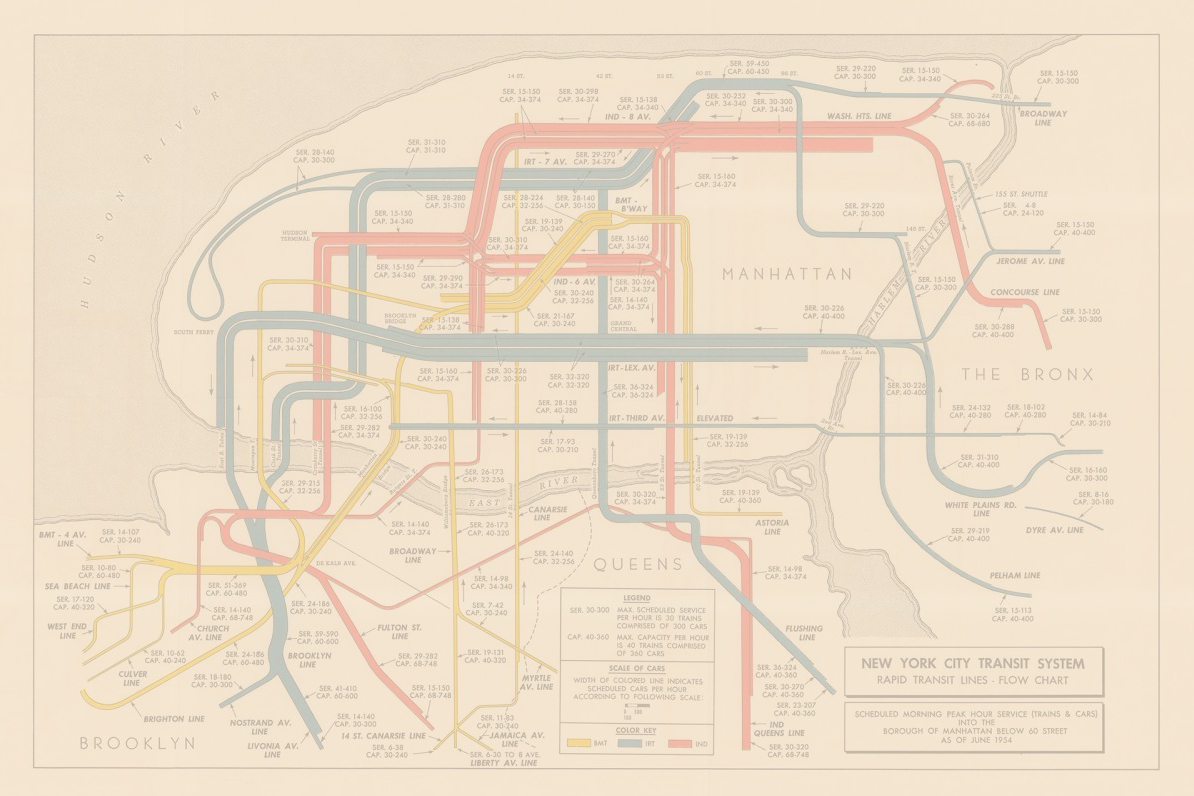 14 ST.
42 ST.
53 ST.
60 ST.
96 ST.
SER. 59-450
CAP. 60-450
SER. 29-220
CAP. 30-300
SER. 15-150
CAP. 34-340
SER. 15-150
CAP. 30-300
SER. 15-150
CAP. 34-374
SER. 30-298
CAP. 34-374
SER. 15-138
CAP. 34-340
SER. 30-252
CAP. 34-340
SER. 30-300
CAP. 34-340
IND - 8 AV.
WASH. HTS. LINE
SER. 30-264
CAP. 68-680
BROADWAY
LINE
HUDSON RIVER
SER. 28-140
CAP. 30-300
SER. 31-310
CAP. 31-310
IRT - 7 AV.
SER. 29-270
CAP. 34-374
SER. 15-160
CAP. 34-374
155 ST. SHUTTLE
SER. 4-8
CAP. 24-120
SER. 28-280
CAP. 31-310
SER. 28-224
CAP. 32-256
SER. 28-140
CAP. 30-150
BMT -
B'WAY
SER. 15-150
CAP. 34-340
SER. 19-139
CAP. 30-240
SER. 29-220
CAP. 30-300
145 ST.
SER. 15-150
CAP. 40-400
JEROME AV. LINE
HUDSON
TERMINAL
SER. 30-310
CAP. 34-374
SER. 15-160
CAP. 34-374
SER. 15-150
CAP. 34-340
SER. 29-290
CAP. 34-374
IND - 6 AV.
SER. 30-264
CAP. 34-374
MANHATTAN
HARLEM RIVER
SER. 15-150
CAP. 30-300
CONCOURSE LINE
SER. 30-240
CAP. 32-256
SER. 14-140
CAP. 34-374
SER. 30-226
CAP. 40-400
SER. 15-150
CAP. 30-300
SER. 30-288
CAP. 40-400
SOUTH FERRY
BROOKLYN
BRIDGE
SER. 15-138
CAP. 34-374
SER. 21-167
CAP. 30-240
GRAND
CENTRAL
SER. 30-310
CAP. 34-374
Harlem R. - Lex. Ave.
Tunnel
SER. 15-160
CAP. 34-374
SER. 30-226
CAP. 30-300
SER. 32-320
CAP. 32-320
IRT-LEX. AV.
SER. 36-324
CAP. 36-324
SER. 30-226
CAP. 40-400
THE BRONX
SER. 16-100
CAP. 32-256
SER. 28-158
CAP. 40-280
IRT - THIRD AV.
ELEVATED
SER. 24-132
CAP. 40-280
SER. 18-102
CAP. 40-280
SER. 14-84
CAP. 30-210
SER. 29-282
CAP. 34-374
SER. 30-240
CAP. 30-240
SER. 17-93
CAP. 30-210
SER. 19-139
CAP. 32-256
SER. 31-310
CAP. 40-400
SER. 16-160
CAP. 30-300
SER. 8-16
CAP. 30-180
SER. 29-215
CAP. 32-256
SER. 26-173
CAP. 32-256
EAST RIVER
SER. 30-320
CAP. 34-374
SER. 19-129
CAP. 40-360
ASTORIA
LINE
WHITE PLAINS RD.
LINE
DYRE AV. LINE
CANARSIE
LINE
SER. 14-140
CAP. 34-374
SER. 26-173
CAP. 40-320
SER. 29-219
CAP. 40-400
BMT - 4 AV.
LINE
SER. 14-107
CAP. 30-240
BROADWAY
LINE
SER. 24-140
CAP. 32-256
QUEENS
SER. 10-80
CAP. 60-480
SEA BEACH LINE
DE KALB AVE.
SER. 14-98
CAP. 34-340
SER. 14-98
CAP. 34-374
PELHAM LINE
SER. 51-369
CAP. 60-480
SER. 17-120
CAP. 40-320
SER. 14-140
CAP. 68-748
SER. 24-186
CAP. 30-240
SER. 7-42
CAP. 30-240
SER. 15-113
CAP. 40-400
WEST END
LINE
CHURCH
AV. LINE
SER. 59-590
CAP. 60-600
FULTON ST.
LINE
FLUSHING
LINE
SER. 10-62
CAP. 40-240
SER. 24-186
CAP. 60-480
BROOKLYN
LINE
SER. 29-282
CAP. 68-748
SER. 19-131
CAP. 40-320
CULVER
LINE
SER. 18-180
CAP. 30-300
SER. 41-410
CAP. 60-600
SER. 15-150
CAP. 68-748
MYRTLE
AV. LINE
SER. 36-324
CAP. 40-360
SER. 30-270
CAP. 40-360
SER. 23-207
CAP. 40-360
BRIGHTON LINE
NOSTRAND AV.
LINE
SER. 14-140
CAP. 30-300
SER. 11-83
CAP. 30-240
IND
QUEENS LINE
LIVONIA AV.
LINE
14 ST. CANARSIE LINE
JAMAICA AV.
LINE
SER. 6-38
CAP. 30-240
SER. 6-30 TO 8 AVE.
LIBERTY AV. LINE
SER. 30-320
CAP. 68-748
BROOKLYN
LEGEND
SER. 30-300 MAX. SCHEDULED SERVICE
PER HOUR IS 30 TRAINS
COMPRISED OF 300 CARS
CAP. 40-360 MAX. CAPACITY PER HOUR
IS 40 TRAINS COMPRISED
OF 360 CARS
SCALE OF CARS
WIDTH OF COLORED LINE INDICATES
SCHEDULED CARS PER HOUR
ACCORDING TO FOLLOWING SCALE:
COLOR KEY
BMT IRT IND
NEW YORK CITY TRANSIT SYSTEM
RAPID TRANSIT LINES - FLOW CHART
SCHEDULED MORNING PEAK HOUR SERVICE (TRAINS & CARS)
INTO THE
BOROUGH OF MANHATTAN BELOW 60 STREET
AS OF JUNE 1954